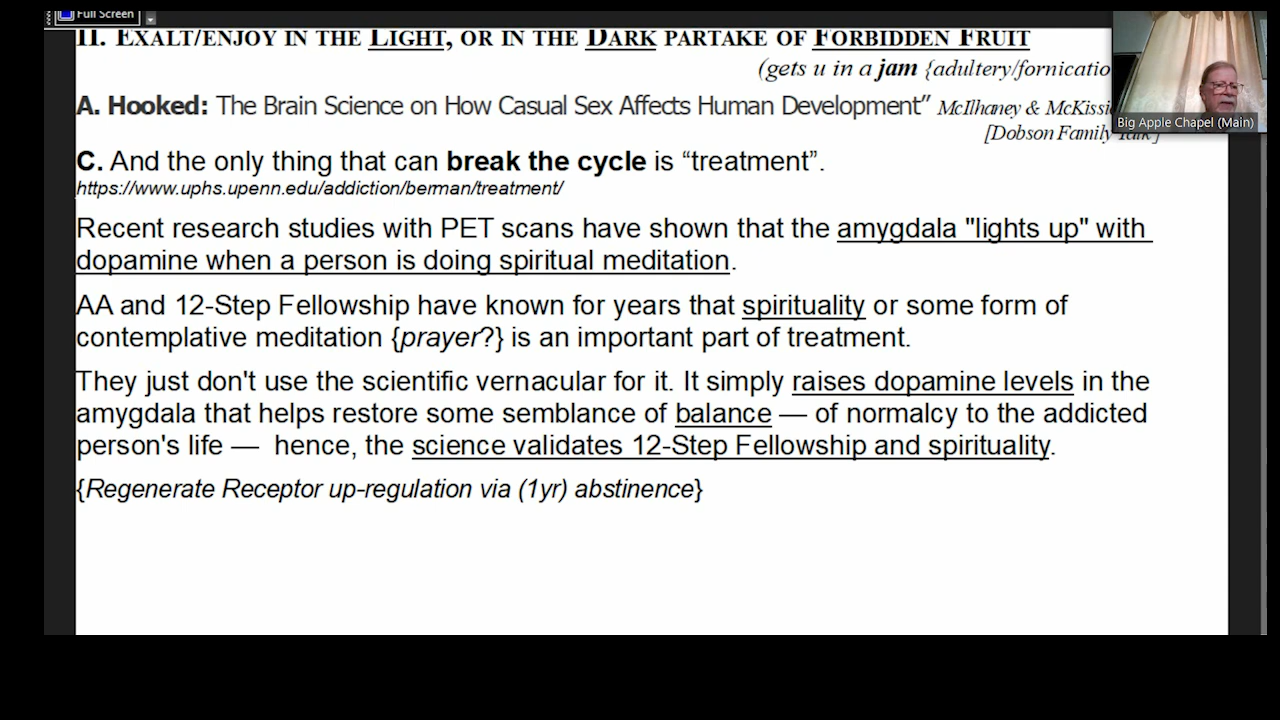 Full Screen
II. EXALT/ENJOY IN THE LIGHT, OR IN THE DARK PARTAKE OF FORBIDDEN FRUIT
(gets u in a jam {adultery/fornicatio
A. Hooked: The Brain Science on How Casual Sex Affects Human Development” McIlhaney & McKissi
[Dobson Family
Big Apple Chapel (Main)
C. And the only thing that can break the cycle is “treatment”.
https://www.uphs.upenn.edu/addiction/berman/treatment/
Recent research studies with PET scans have shown that the amygdala "lights up" with
dopamine when a person is doing spiritual meditation.
AA and 12-Step Fellowship have known for years that spirituality or some form of
contemplative meditation {prayer?} is an important part of treatment.
They just don't use the scientific vernacular for it. It simply raises dopamine levels in the
amygdala that helps restore some semblance of balance — of normalcy to the addicted
person's life — hence, the science validates 12-Step Fellowship and spirituality.
{Regenerate Receptor up-regulation via (1yr) abstinence}